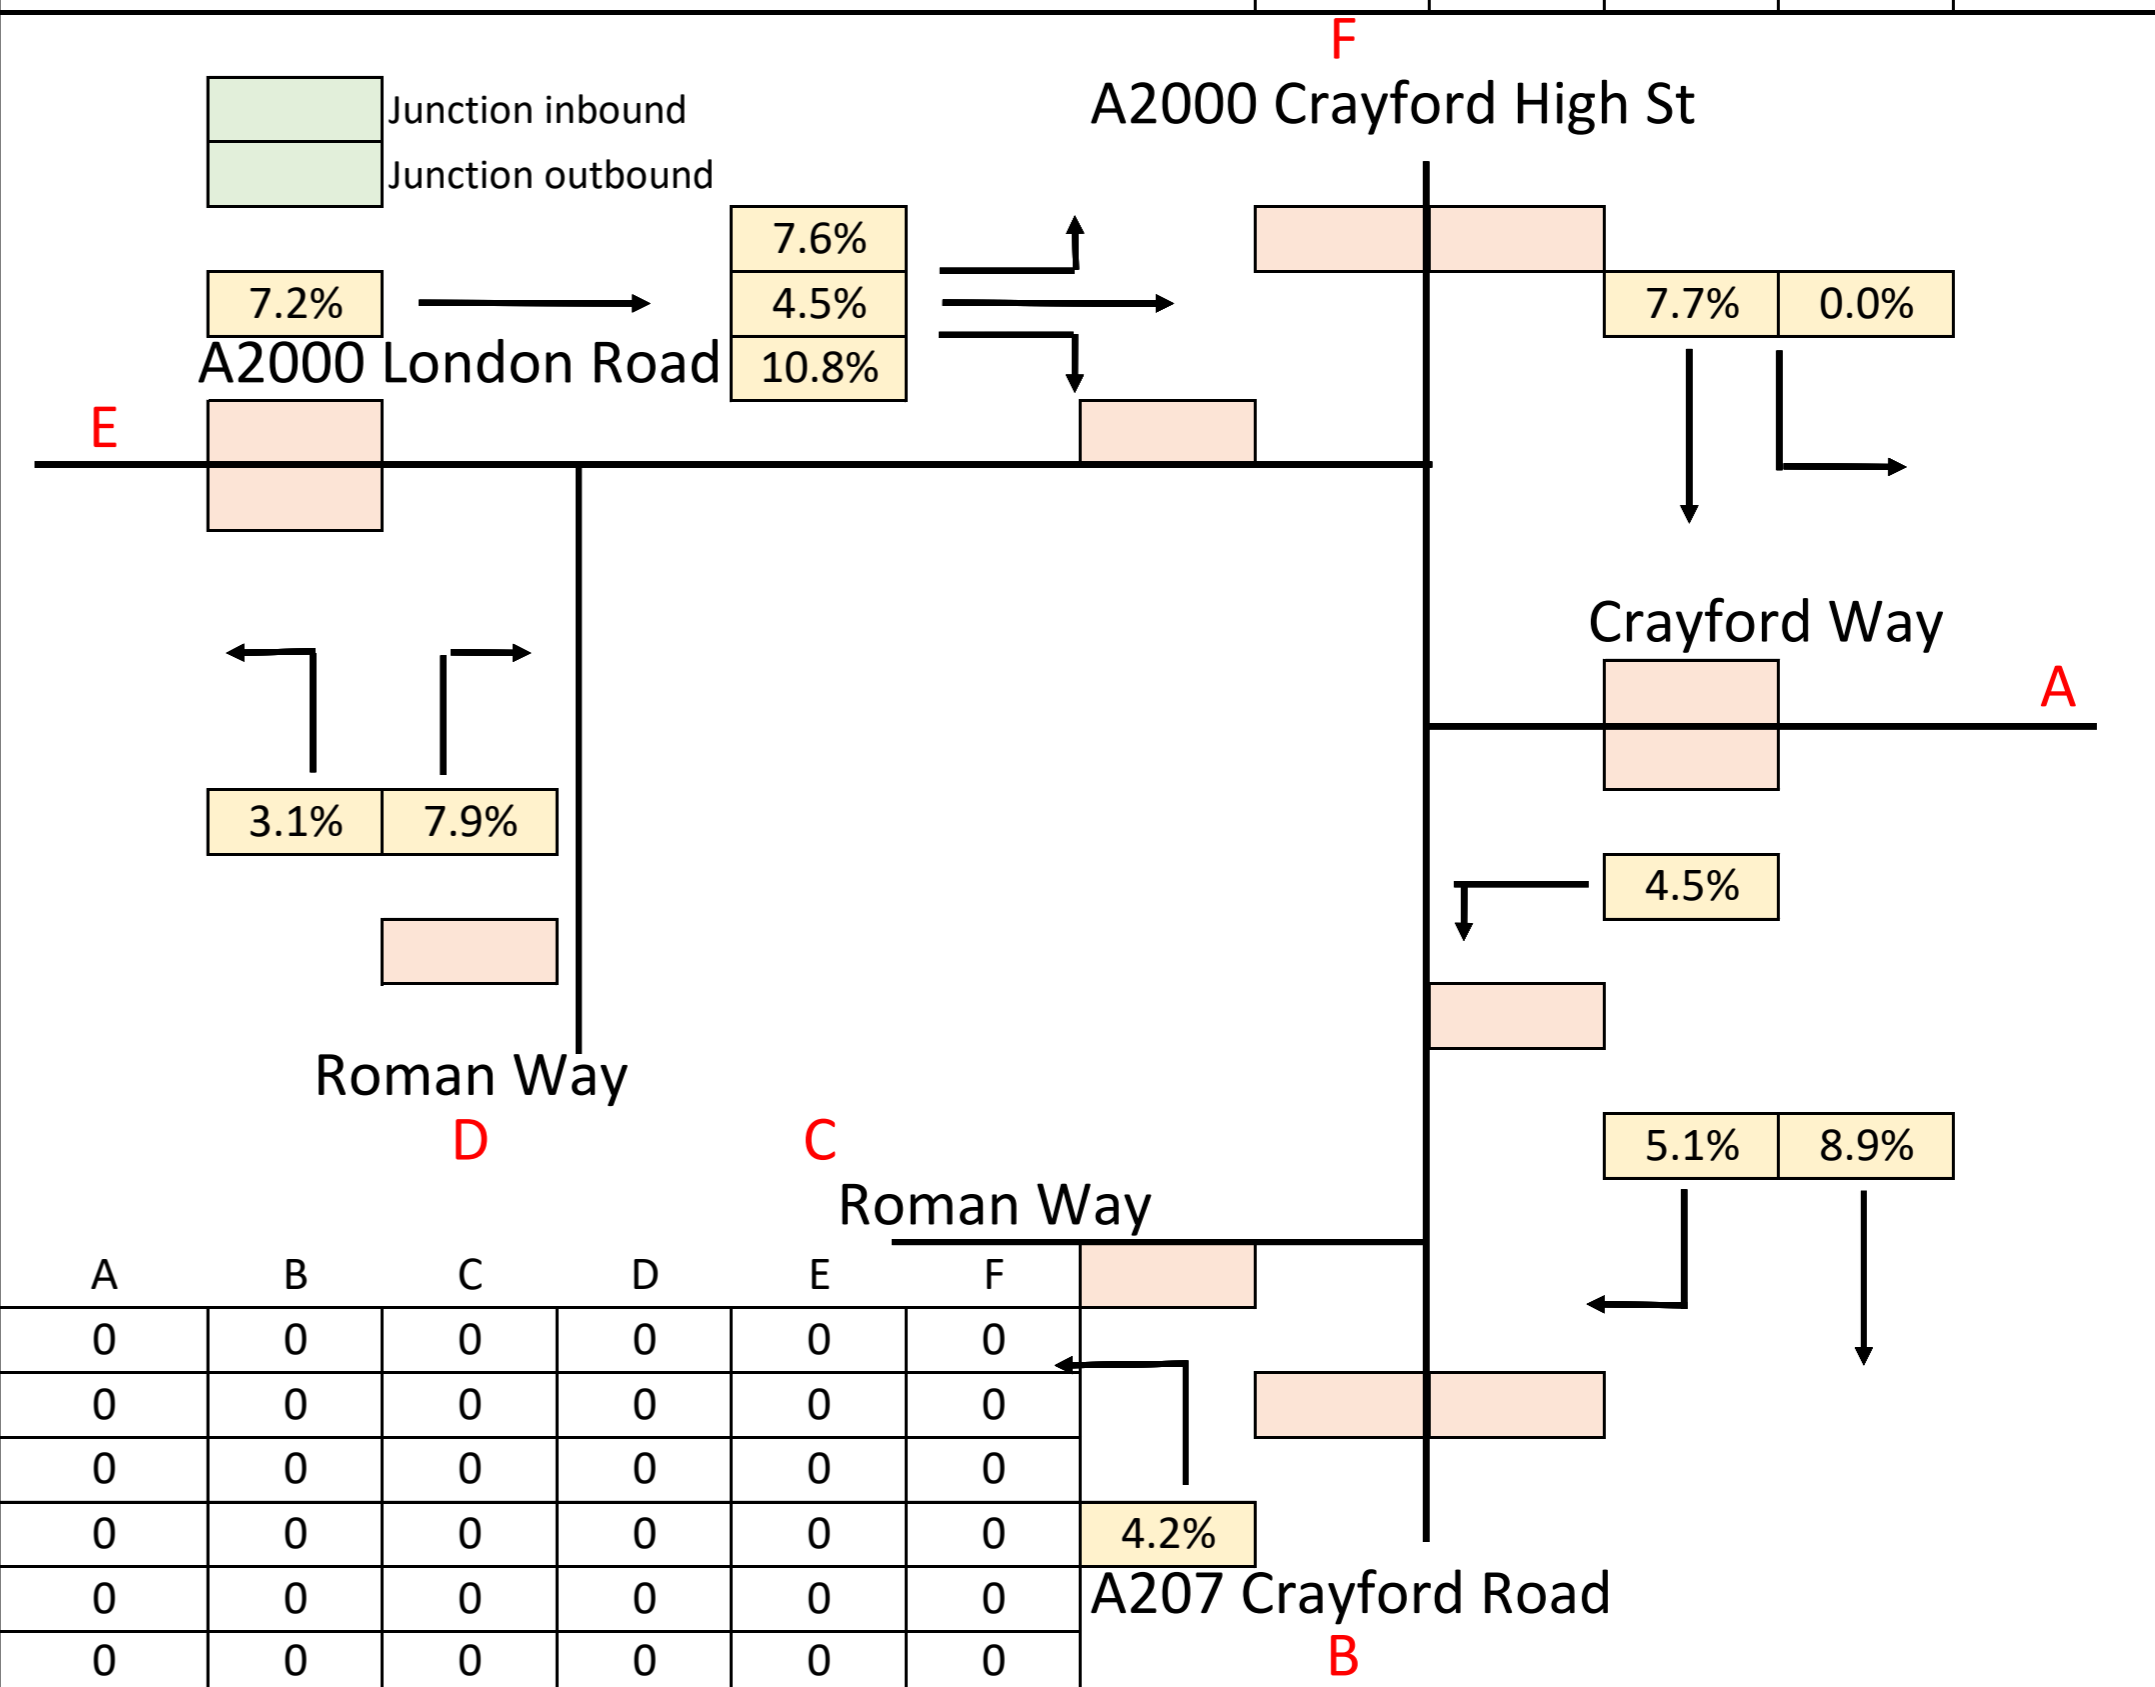 F
A2000 Crayford High St
Junction inbound
Junction outbound
7.6%
7.2% 4.5% 7.7% 0.0%
A2000 London Road 10.8%
E
Crayford Way
A
3.1% 7.9%
4.5%
Roman Way
D C
5.1% 8.9%
Roman Way
A B C D E F
0 0 0 0 0 0
0 0 0 0 0 0
0 0 0 0 0 0
0 0 0 0 0 0 4.2%
0 0 0 0 0 0 A207 Crayford Road
0 0 0 0 0 0 B